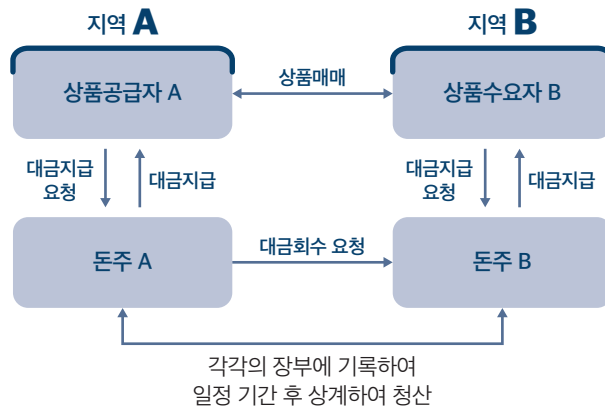 지역 A
지역 B
상품공급자 A
상품매매
상품수요자 B
대금지급
요청
대금지급
대금지급
요청
대금지급
돈주 A
대금회수 요청
돈주 B
각각의 장부에 기록하여
일정 기간 후 상계하여 청산